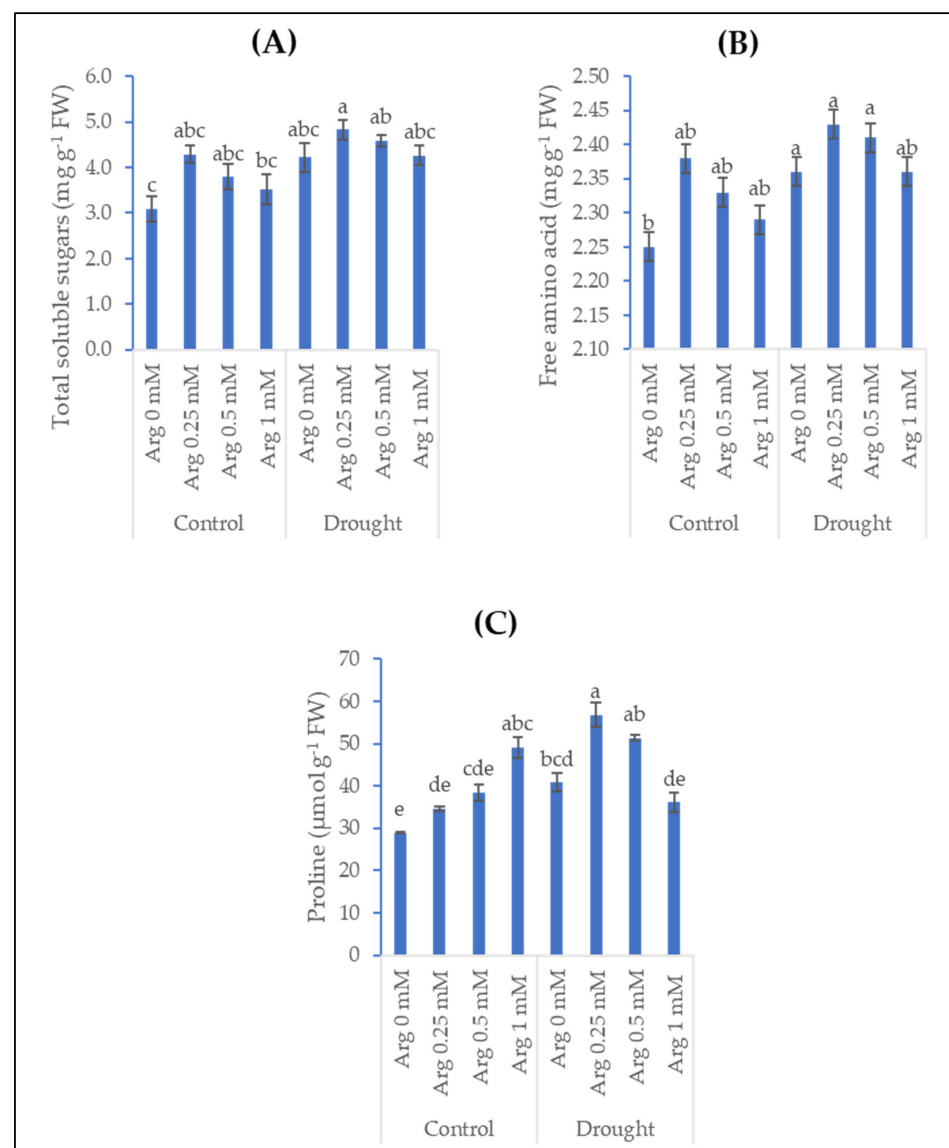 (A)
Total soluble sugars (mg g⁻¹ FW)
6.0
5.0
4.0
3.0
2.0
1.0
0.0
c
abc
abc
bc
abc
a
ab
abc
Arg 0 mM
Arg 0.25 mM
Arg 0.5 mM
Arg 1 mM
Arg 0 mM
Arg 0.25 mM
Arg 0.5 mM
Arg 1 mM
Control
Drought
(B)
Free amino acid (mg g⁻¹ FW)
2.50
2.45
2.40
2.35
2.30
2.25
2.20
2.15
2.10
b
ab
ab
ab
a
a
a
ab
Arg 0 mM
Arg 0.25 mM
Arg 0.5 mM
Arg 1 mM
Arg 0 mM
Arg 0.25 mM
Arg 0.5 mM
Arg 1 mM
Control
Drought
(C)
Proline (µmol g⁻¹ FW)
70
60
50
40
30
20
10
0
e
de
cde
abc
bcd
a
ab
de
Arg 0 mM
Arg 0.25 mM
Arg 0.5 mM
Arg 1 mM
Arg 0 mM
Arg 0.25 mM
Arg 0.5 mM
Arg 1 mM
Control
Drought